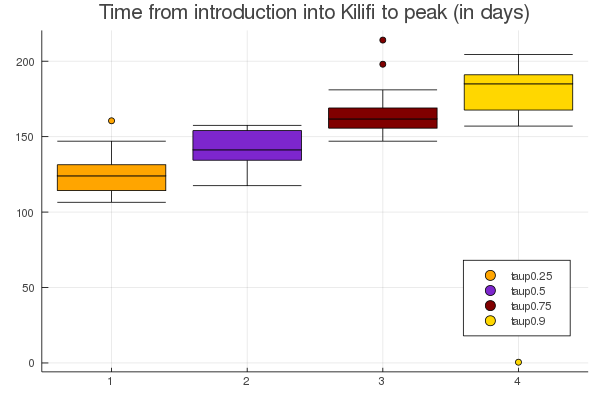 Time from introduction into Kilifi to peak (in days)
200
150
100
50
0
taup0.25
taup0.5
taup0.75
taup0.9
1 2 3 4